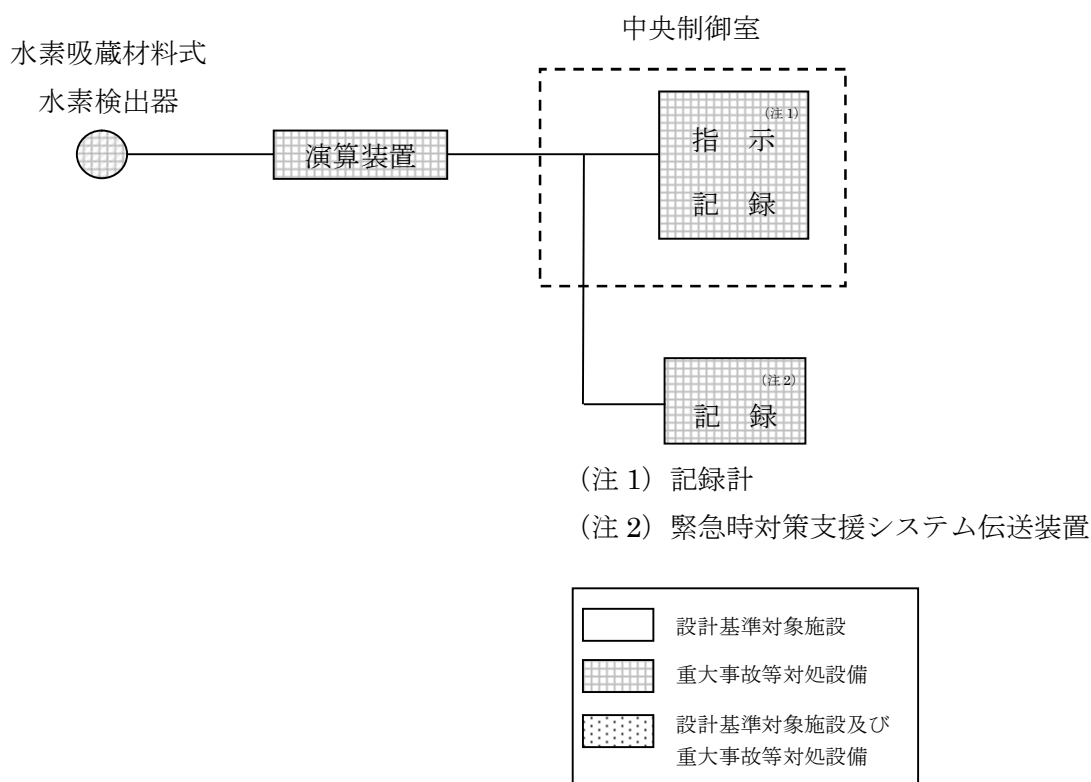 中央制御室
水素吸蔵材料式
水素検出器
演算装置
(注 1)
指 示
記 録
(注 2)
記 録
(注 1) 記録計
(注 2) 緊急時対策支援システム伝送装置
設計基準対象施設
重大事故等対処設備
設計基準対象施設及び
重大事故等対処設備